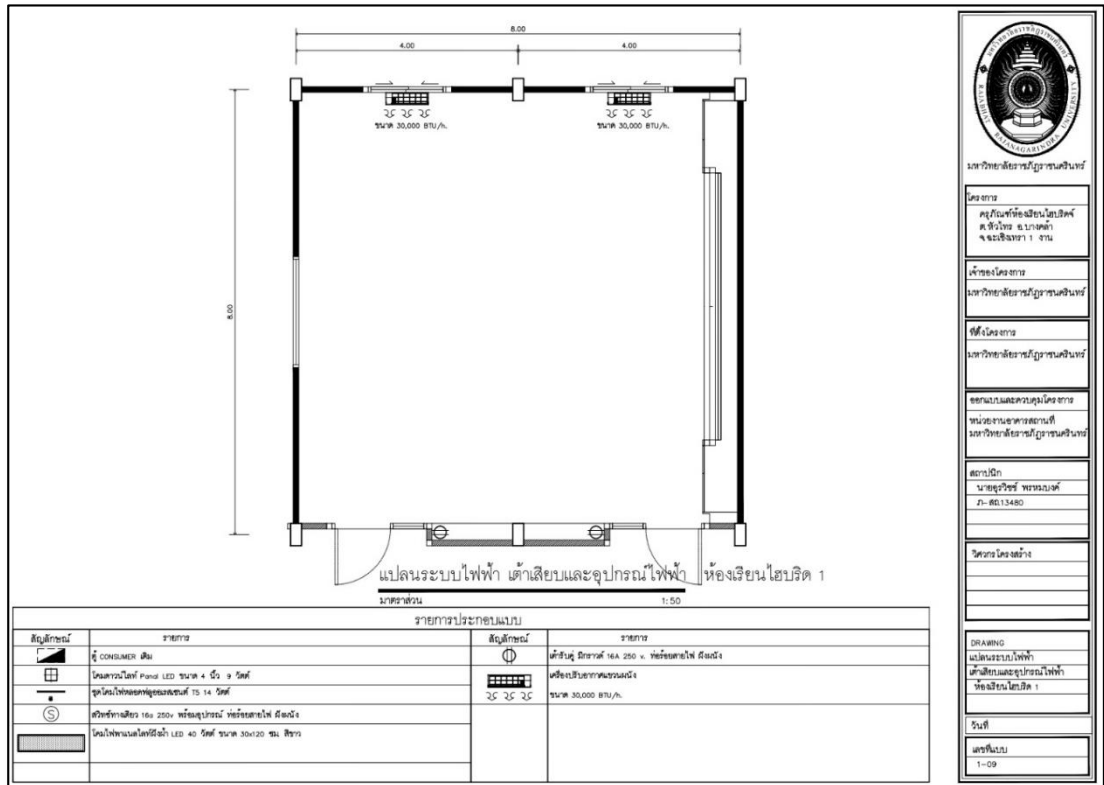 8.00
4.00
4.00
8.00
ขนาด 30,000 BTU/h.
ขนาด 30,000 BTU/h.
แปลนระบบไฟฟ้า เต้าเสียบและอุปกรณ์ไฟฟ้า ห้องเรียนไฮบริด 1
มาตราส่วน 1:50
รายการประกอบแบบ
สัญลักษณ์ รายการ
ตู้ CONSUMER เดิม
โคมดาวน์ไลท์ Panal LED ขนาด 4 นิ้ว 9 วัตต์
ชุดโคมไฟหลอดฟลูออเรสเซนต์ T5 14 วัตต์
S
สวิทซ์ทางเดียว 16a 250v พร้อมอุปกรณ์ ท่อร้อยสายไฟ ฝังผนัง
โคมไฟพาแนลไลท์ฝังฝ้า LED 40 วัตต์ ขนาด 30x120 ซม. สีขาว
สัญลักษณ์ รายการ
เต้ารับคู่ มีกราวด์ 16A 250 v. ท่อร้อยสายไฟ ฝังผนัง
เครื่องปรับอากาศแขวนผนัง
ขนาด 30,000 BTU/h.
มหาวิทยาลัยราชภัฏราชนครินทร์
RAJABHAT RAJANAGARINDRA UNIVERSITY
มหาวิทยาลัยราชภัฏราชนครินทร์
โครงการ
ครุภัณฑ์ห้องเรียนไฮบริดจ์
ต.หัวไทร อ.บางคล้า
จ.ฉะเชิงเทรา 1 งาน
เจ้าของโครงการ
มหาวิทยาลัยราชภัฏราชนครินทร์
ที่ตั้งโครงการ
มหาวิทยาลัยราชภัฏราชนครินทร์
ออกแบบและควบคุมโครงการ
หน่วยงานอาคารสถานที่
มหาวิทยาลัยราชภัฏราชนครินทร์
สถาปนิก
ภ-สถ.13480
วิศวกรโครงสร้าง
DRAWING
แปลนระบบไฟฟ้า
เต้าเสียบและอุปกรณ์ไฟฟ้า
ห้องเรียนไฮบริด 1
วันที่
เลขที่แบบ
1-09